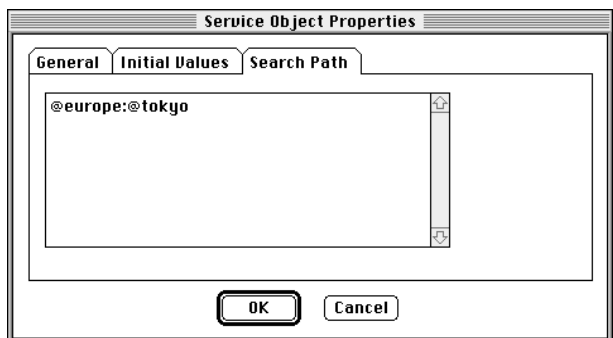 Service Object Properties
General Initial Values Search Path
@europe:@tokyo
OK Cancel